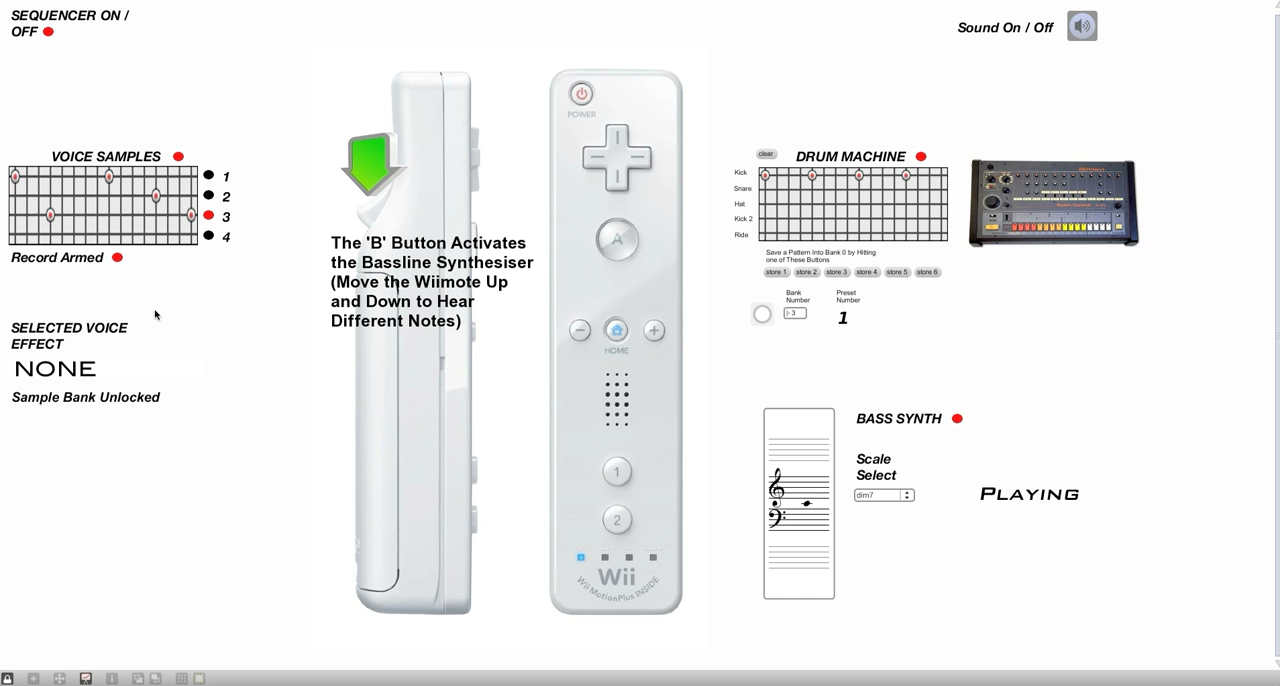 SEQUENCER ON /
OFF
Sound On / Off
VOICE SAMPLES
1
2
3
4
Record Armed
SELECTED VOICE
EFFECT
NONE
Sample Bank Unlocked
The 'B' Button Activates
the Bassline Synthesiser
(Move the Wiimote Up
and Down to Hear
Different Notes)
POWER
A
HOME
1
2
Wii
Wii MotionPlus INSIDE
clear
DRUM MACHINE
Kick
Snare
Hat
Kick 2
Ride
Save a Pattern Into Bank 0 by Hitting
one of These Buttons
store 1 store 2 store 3 store 4 store 5 store 6
Bank
Number
3
Preset
Number
1
BASS SYNTH
Scale
Select
dim7
PLAYING